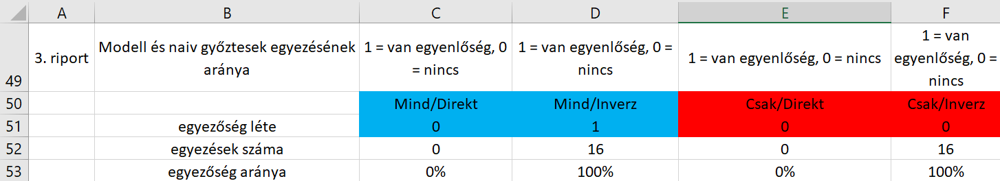 A B C D E F
49 3. riport Modell és naiv győztesek egyezésének aránya 1 = van egyenlőség, 0 = nincs 1 = van egyenlőség, 0 = nincs 1 = van egyenlőség, 0 = nincs 1 = van egyenlőség, 0 = nincs
50 Mind/Direkt Mind/Inverz Csak/Direkt Csak/Inverz
51 egyezőség léte 0 1 0 0
52 egyezések száma 0 16 0 16
53 egyezőség aránya 0% 100% 0% 100%